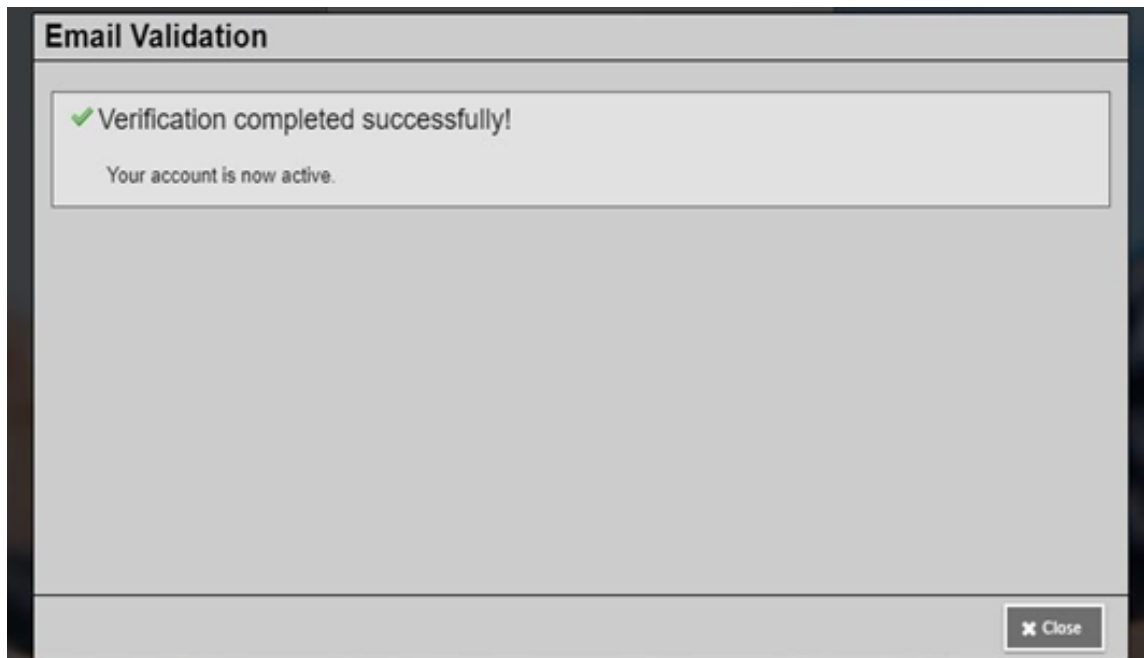 Email Validation
Verification completed successfully!
Your account is now active.
Close